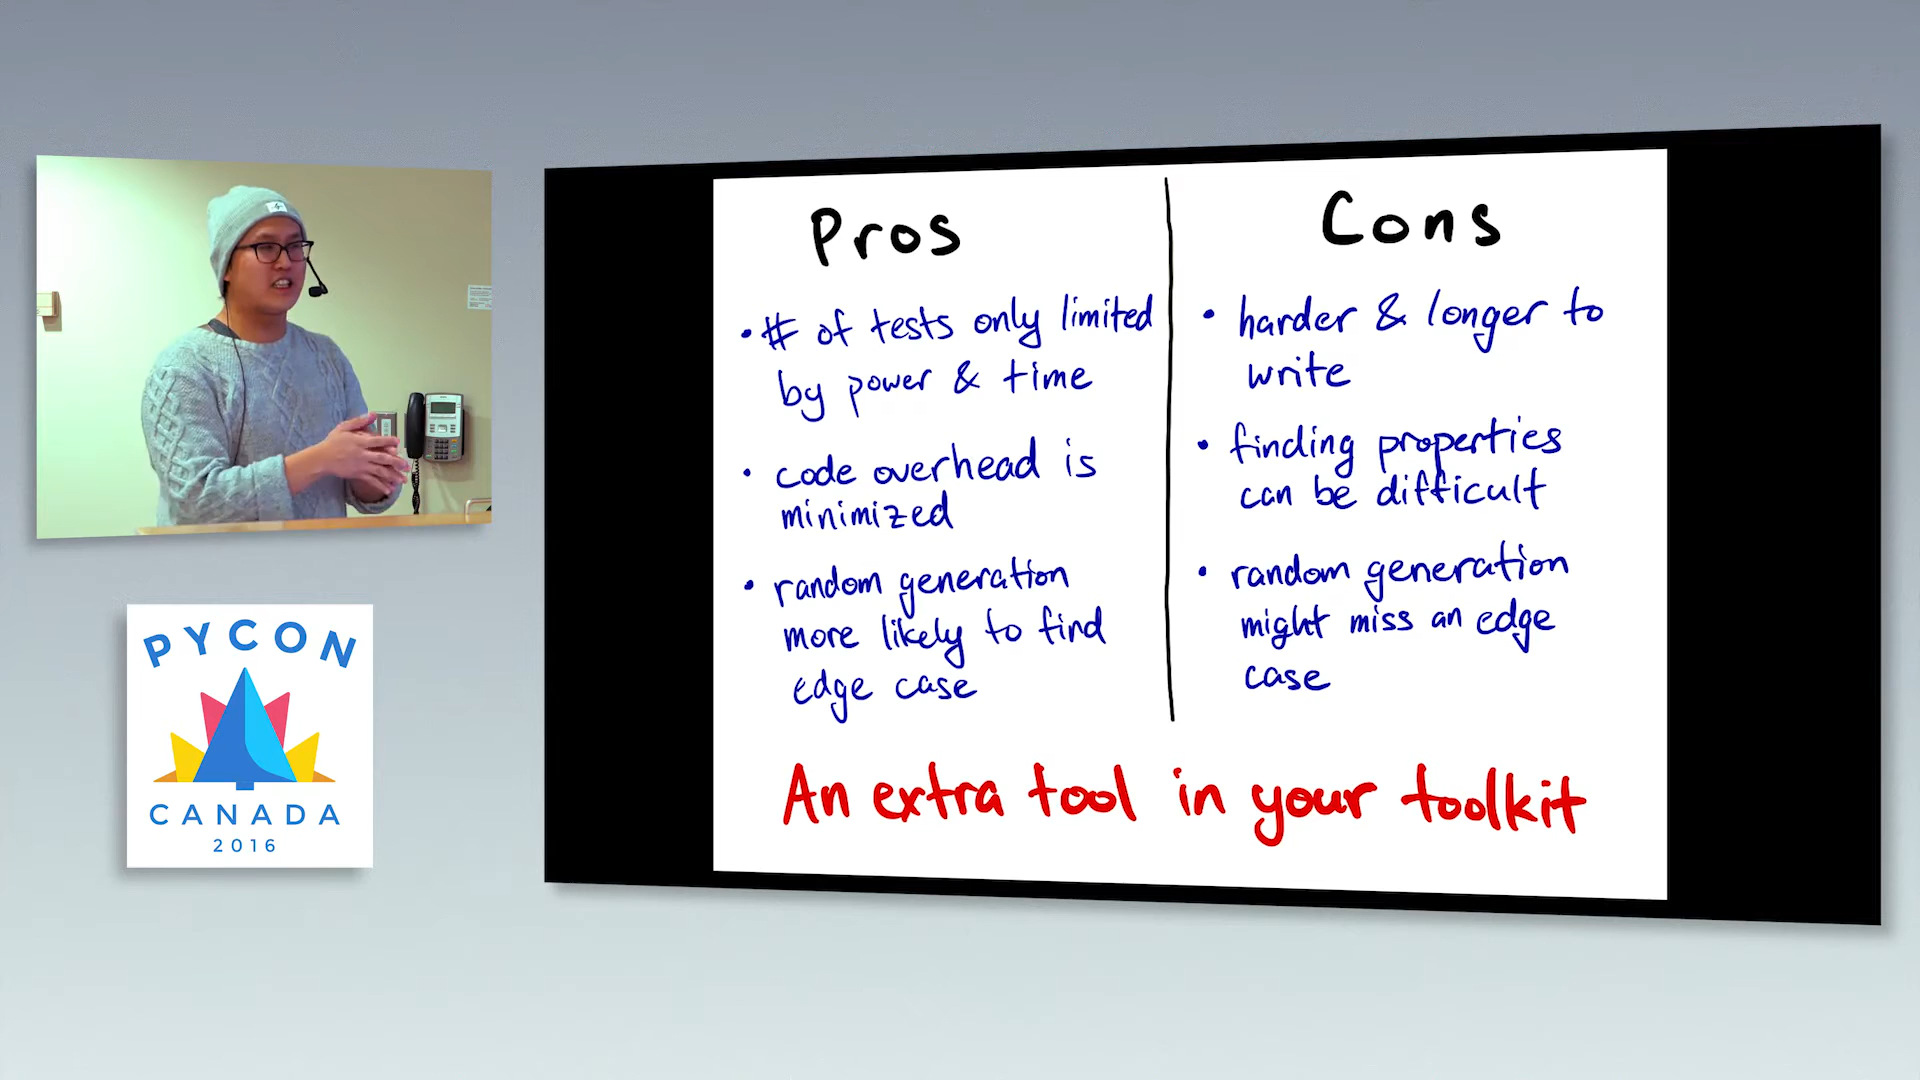 PYCON
CANADA
2016
Pros
• # of tests only limited
by power & time
• code overhead is
minimized
• random generation
more likely to find
edge case
Cons
• harder & longer to
write
• finding properties
can be difficult
• random generation
might miss an edge
case
An extra tool in your toolkit